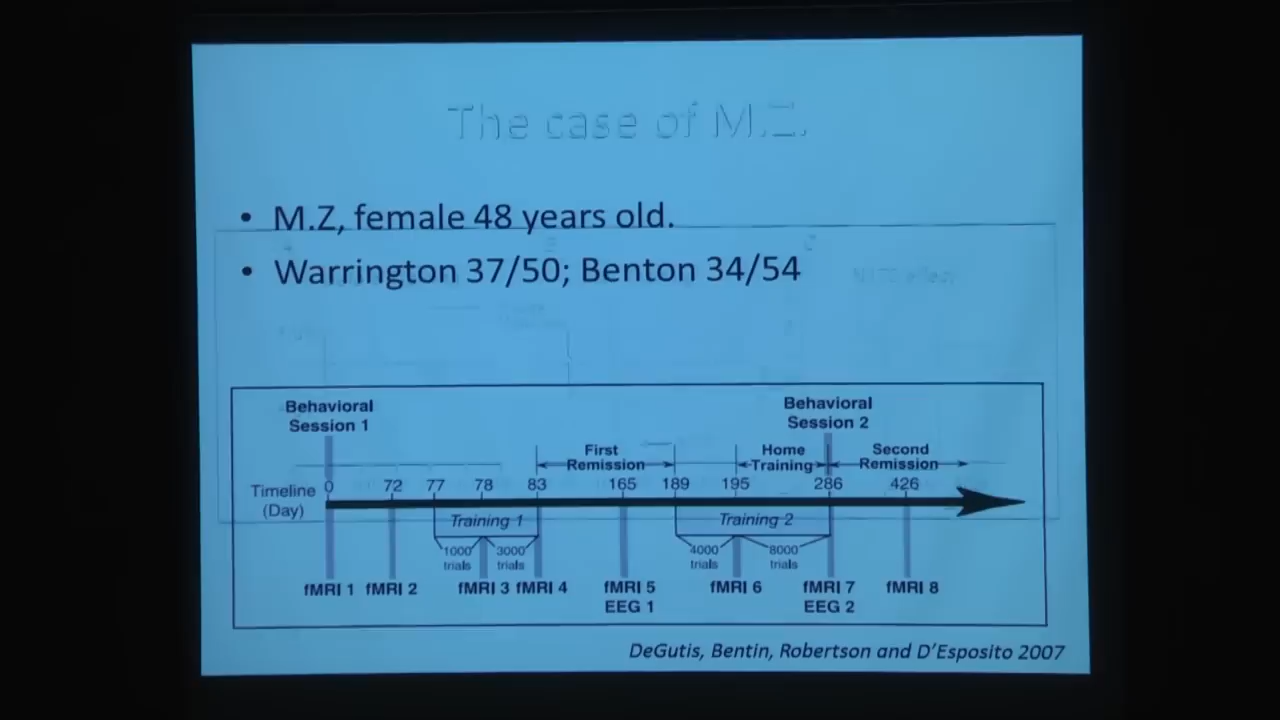 The case of M.Z.
• M.Z, female 48 years old.
• Warrington 37/50; Benton 34/54
Behavioral
Session 1
Behavioral
Session 2
First
Remission
Home
Training
Second
Remission
Timeline
(Day)
0 72 77 78 83 165 189 195 286 426
Training 1
Training 2
1000
trials
3000
trials
4000
trials
8000
trials
fMRI 1 fMRI 2 fMRI 3 fMRI 4 fMRI 5 fMRI 6 fMRI 7 fMRI 8
EEG 1 EEG 2
DeGutis, Bentin, Robertson and D'Esposito 2007